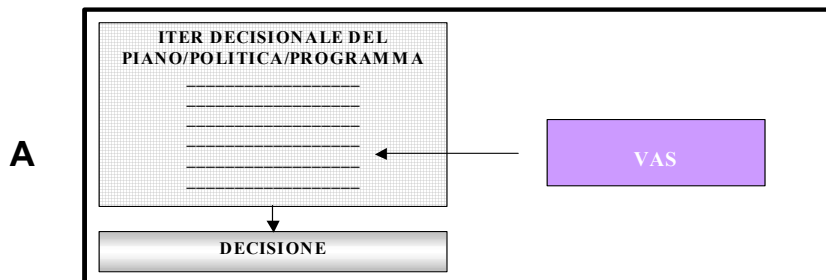 ITER DECISIONALE DEL
PIANO/POLITICA/PROGRAMMA
A
VAS
DECISIONE